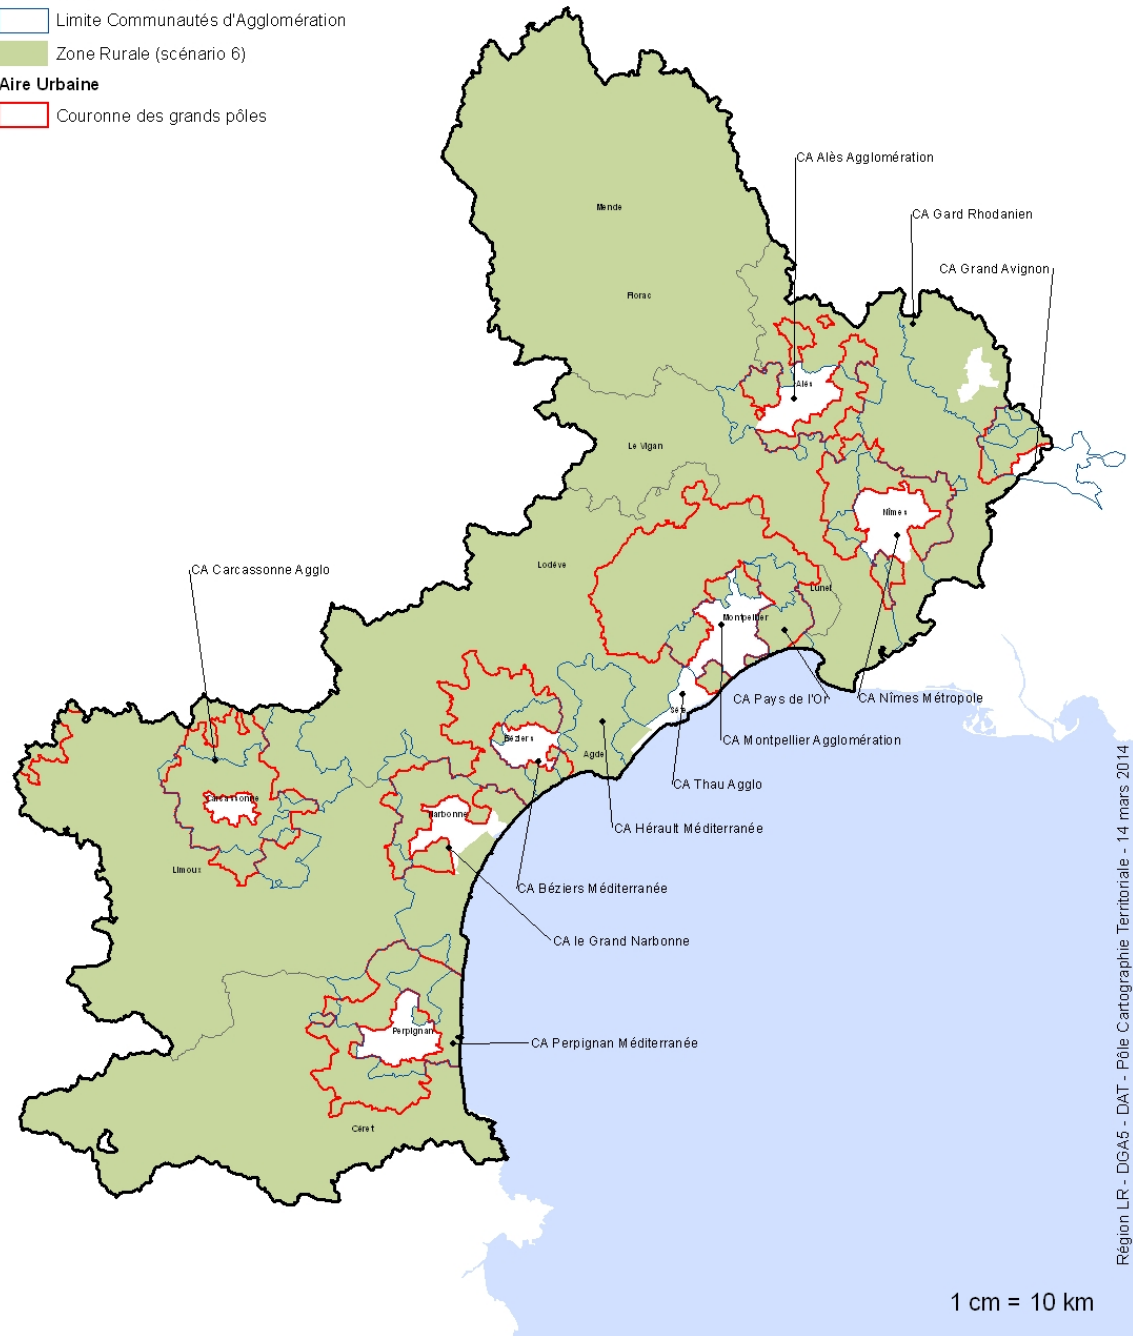 Limite Communautés d'Agglomération
Zone Rurale (scénario 6)
Aire Urbaine
Couronne des grands pôles
CA Alès Agglomération
Mende
CA Gard Rhodanien
CA Grand Avignon
Florac
Alès
Le Vigan
Nîmes
Lodève
CA Carcassonne Agglo
Lunel
Montpellier
CA Pays de l'Or
CA Nîmes Métropole
Sète
CA Montpellier Agglomération
Béziers
Agde
CA Thau Agglo
Carcassonne
Narbonne
CA Hérault Méditerranée
Limoux
CA Béziers Méditerranée
CA le Grand Narbonne
Perpignan
CA Perpignan Méditerranée
Céret
Région LR - DGA5 - DAT - Pôle Cartographie Territoriale - 14 mars 2014
1 cm = 10 km